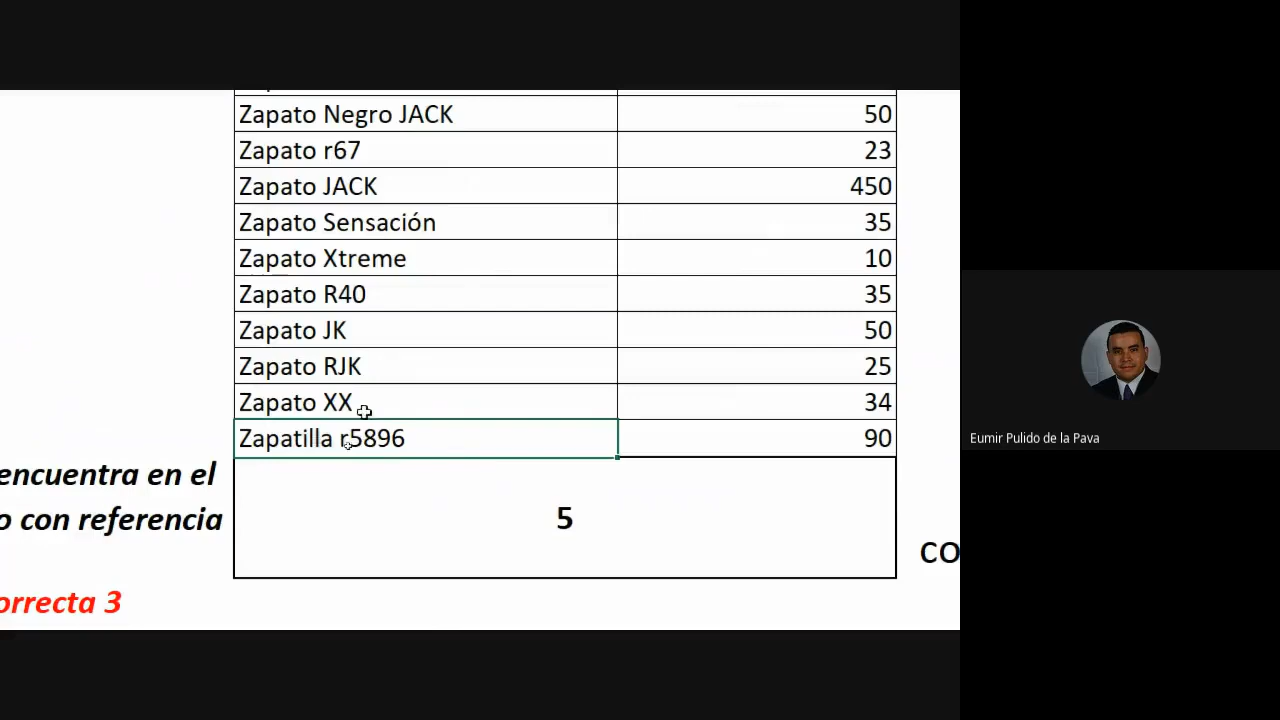 Zapato Negro JACK 50
Zapato r67 23
Zapato JACK 450
Zapato Sensación 35
Zapato Xtreme 10
Zapato R40 35
Zapato JK 50
Zapato RJK 25
Zapato XX 34
Zapatilla r5896 90
encuentra en el
o con referencia
5
co
orrecta 3
Eumir Pulido de la Pava